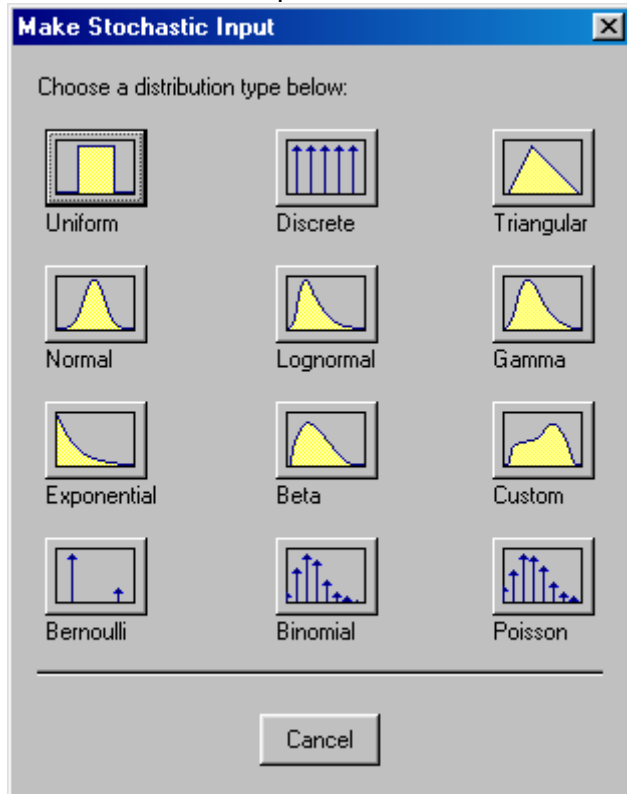 Make Stochastic Input
Choose a distribution type below:
Uniform
Discrete
Triangular
Normal
Lognormal
Gamma
Exponential
Beta
Custom
Bernoulli
Binomial
Poisson
Cancel